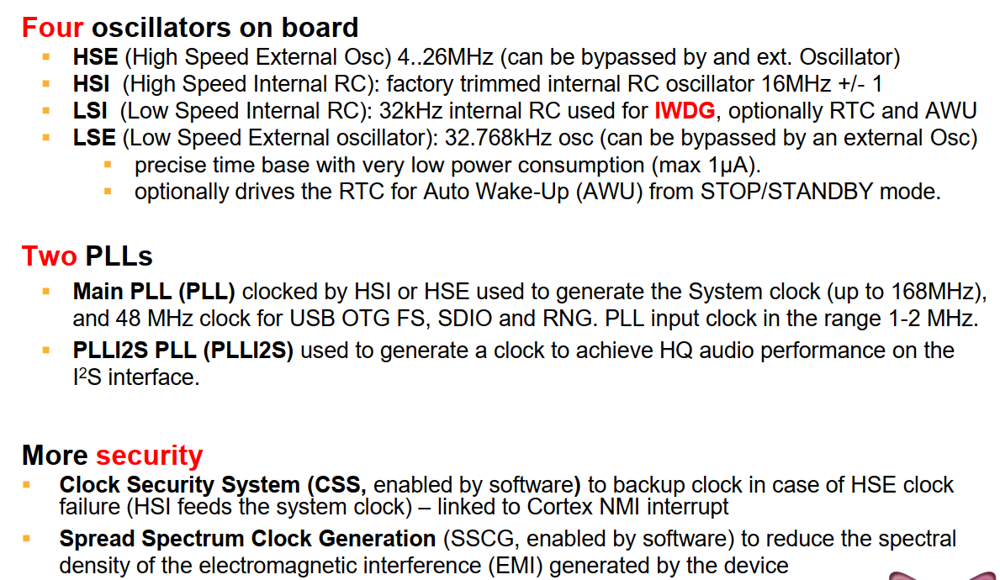 Four oscillators on board
▪ HSE (High Speed External Osc) 4..26MHz (can be bypassed by and ext. Oscillator)
▪ HSI (High Speed Internal RC): factory trimmed internal RC oscillator 16MHz +/- 1
▪ LSI (Low Speed Internal RC): 32kHz internal RC used for IWDG, optionally RTC and AWU
▪ LSE (Low Speed External oscillator): 32.768kHz osc (can be bypassed by an external Osc)
▪ precise time base with very low power consumption (max 1µA).
▪ optionally drives the RTC for Auto Wake-Up (AWU) from STOP/STANDBY mode.
Two PLLs
▪ Main PLL (PLL) clocked by HSI or HSE used to generate the System clock (up to 168MHz),
and 48 MHz clock for USB OTG FS, SDIO and RNG. PLL input clock in the range 1-2 MHz.
▪ PLLI2S PLL (PLLI2S) used to generate a clock to achieve HQ audio performance on the
I²S interface.
More security
▪ Clock Security System (CSS, enabled by software) to backup clock in case of HSE clock
failure (HSI feeds the system clock) – linked to Cortex NMI interrupt
▪ Spread Spectrum Clock Generation (SSCG, enabled by software) to reduce the spectral
density of the electromagnetic interference (EMI) generated by the device